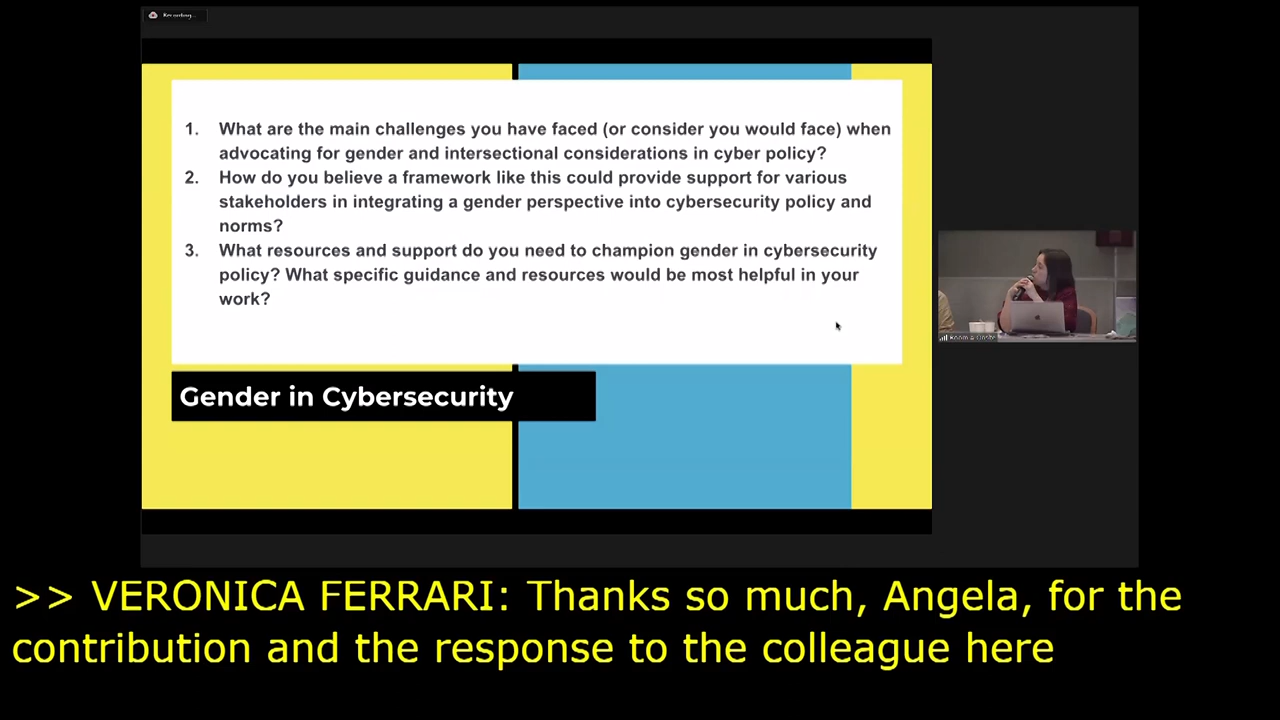 Recording...
1. What are the main challenges you have faced (or consider you would face) when
advocating for gender and intersectional considerations in cyber policy?
2. How do you believe a framework like this could provide support for various
stakeholders in integrating a gender perspective into cybersecurity policy and
norms?
3. What resources and support do you need to champion gender in cybersecurity
policy? What specific guidance and resources would be most helpful in your
work?
Room A Onsite
Gender in Cybersecurity
>> VERONICA FERRARI: Thanks so much, Angela, for the
contribution and the response to the colleague here